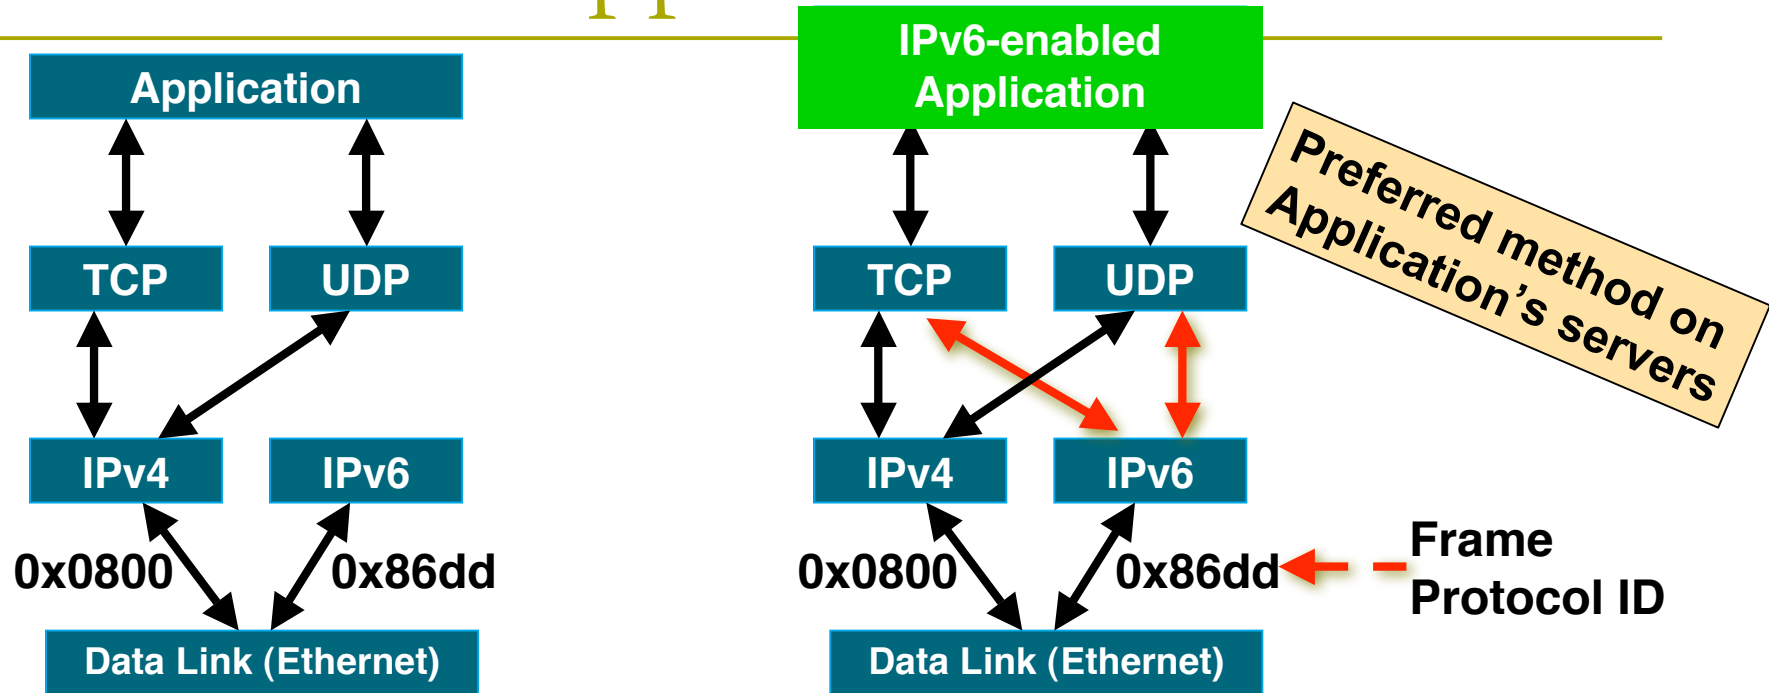 Application
TCP
UDP
IPv4
IPv6
0x0800
0x86dd
Data Link (Ethernet)
IPv6-enabled
Application
TCP
UDP
IPv4
IPv6
0x0800
0x86dd
Data Link (Ethernet)
Preferred method on
Application’s servers
Frame
Protocol ID